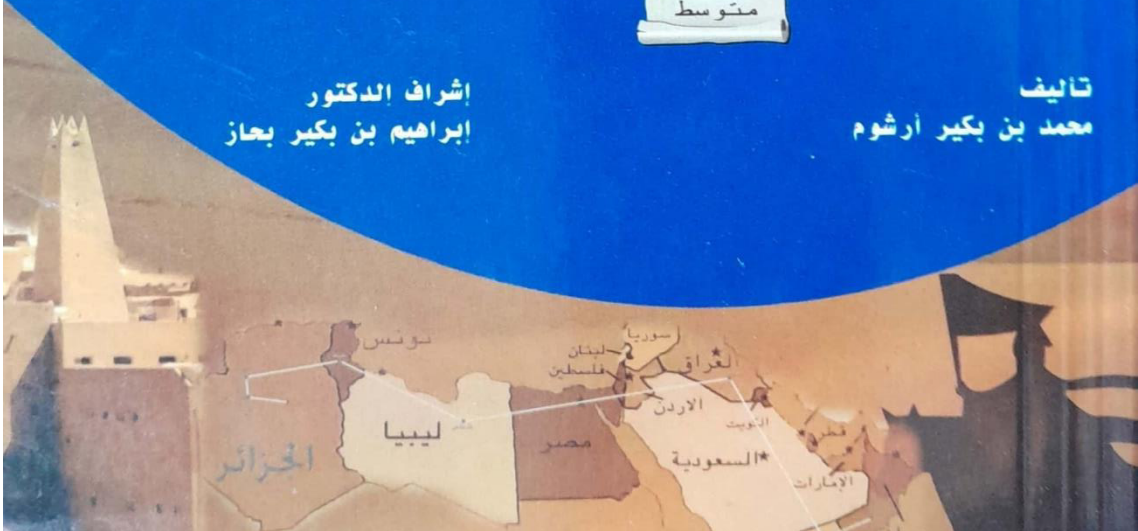 متوسط
تأليف
محمد بن بكير أرشوم
إشراف الدكتور
إبراهيم بن بكير بحاز
تونس
سوريا
لبنان
فلسطين
العراق
الاردن
الكويت
ليبيا
مصر
الجزائر
السعودية
قطر
الإمارات